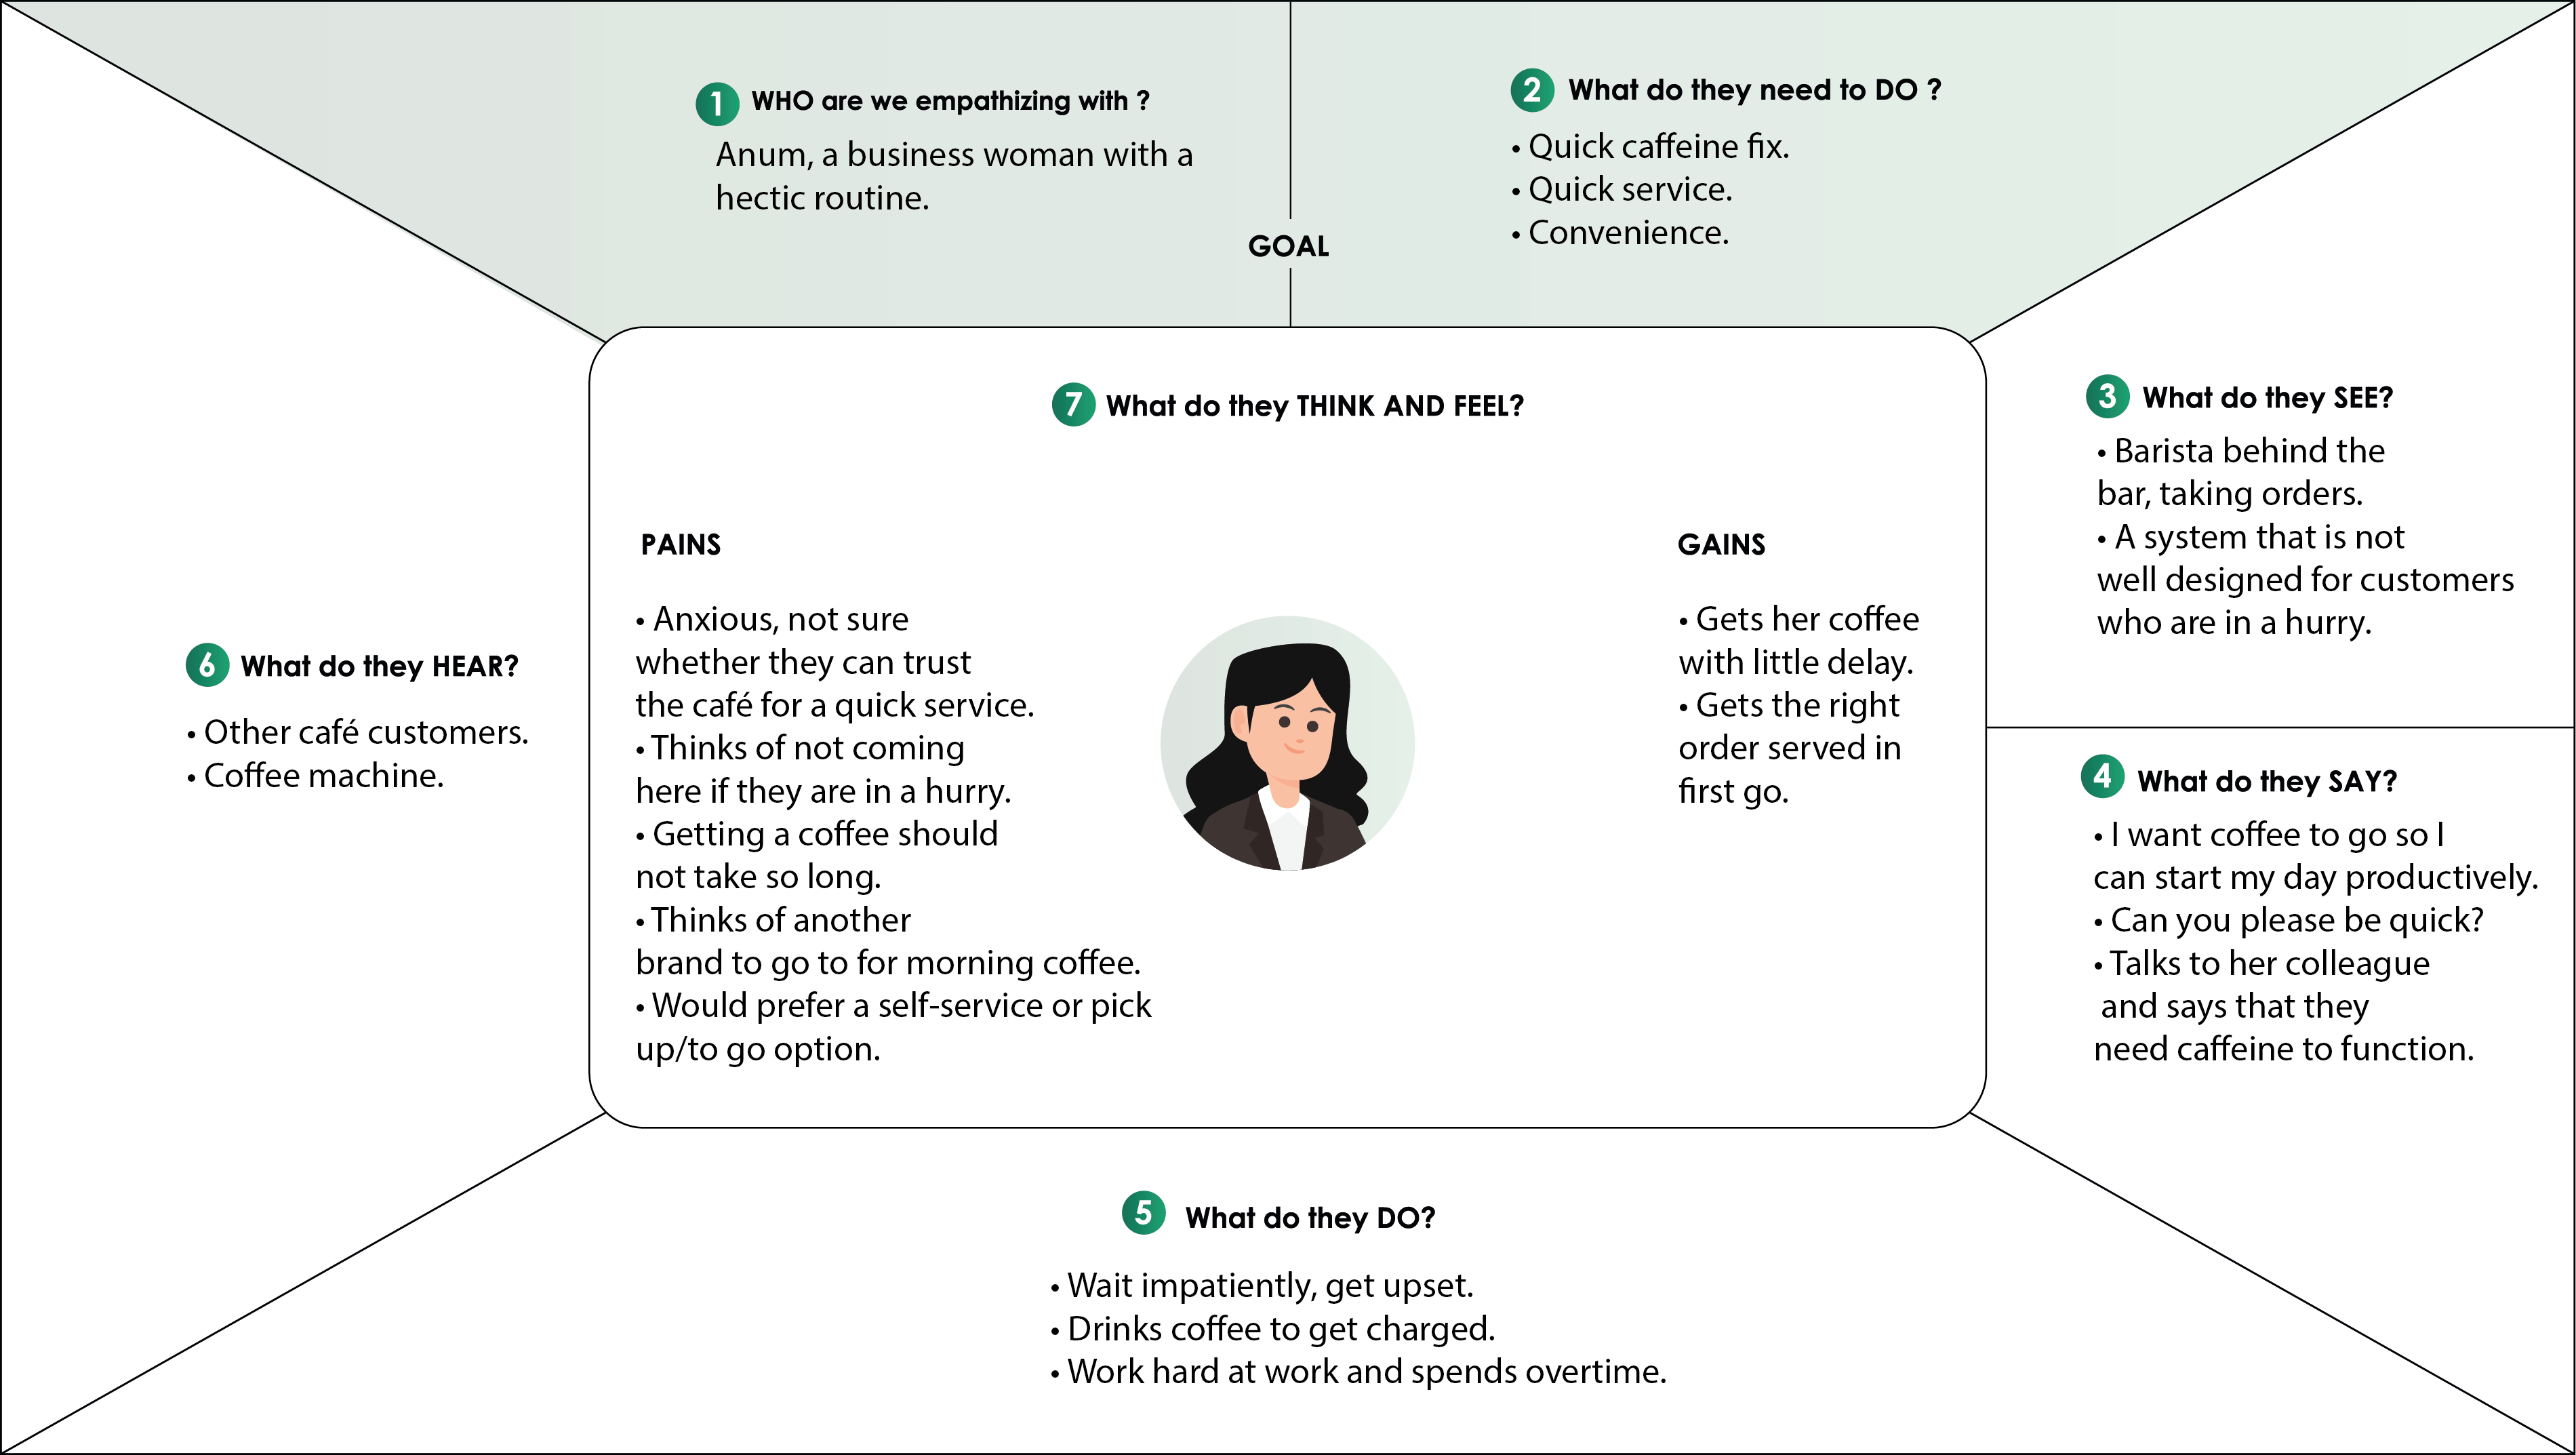 1 WHO are we empathizing with ?
Anum, a business woman with a
hectic routine.
GOAL
2 What do they need to DO ?
• Quick caffeine fix.
• Quick service.
• Convenience.
3 What do they SEE?
• Barista behind the
bar, taking orders.
• A system that is not
well designed for customers
who are in a hurry.
4 What do they SAY?
• I want coffee to go so I
can start my day productively.
• Can you please be quick?
• Talks to her colleague
and says that they
need caffeine to function.
5 What do they DO?
• Wait impatiently, get upset.
• Drinks coffee to get charged.
• Work hard at work and spends overtime.
6 What do they HEAR?
• Other café customers.
• Coffee machine.
7 What do they THINK AND FEEL?
PAINS
• Anxious, not sure
whether they can trust
the café for a quick service.
• Thinks of not coming
here if they are in a hurry.
• Getting a coffee should
not take so long.
• Thinks of another
brand to go to for morning coffee.
• Would prefer a self-service or pick
up/to go option.
GAINS
• Gets her coffee
with little delay.
• Gets the right
order served in
first go.